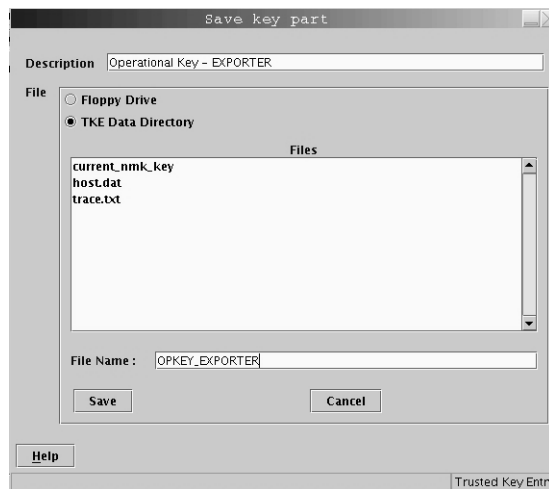 Save key part
Description Operational Key - EXPORTER
File Floppy Drive
TKE Data Directory
Files
current_nmk_key
host.dat
trace.txt
File Name : OPKEY_EXPORTER
Save Cancel
Help
Trusted Key Entr